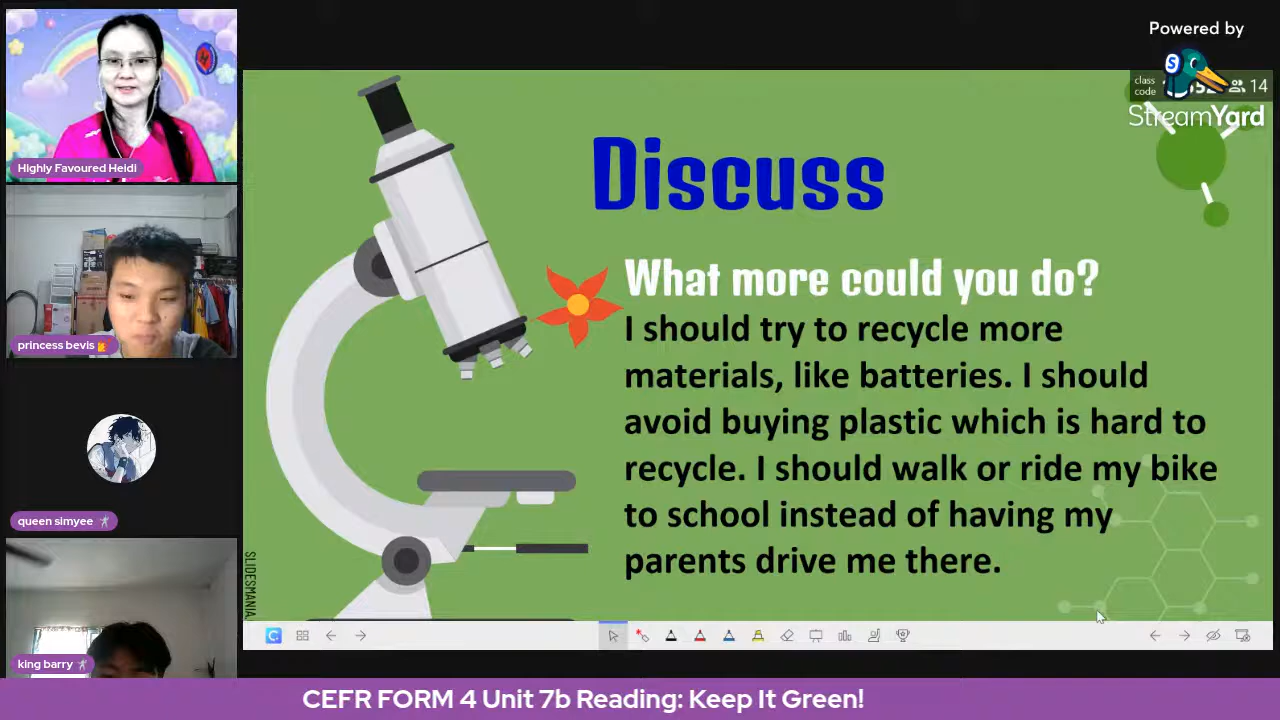 Powered by
StreamYard
class
code
14
Highly Favoured Heidi
princess bevis
queen simyee
king barry
Discuss
What more could you do?
I should try to recycle more
materials, like batteries. I should
avoid buying plastic which is hard to
recycle. I should walk or ride my bike
to school instead of having my
parents drive me there.
SLIDESMANIA
CEFR FORM 4 Unit 7b Reading: Keep It Green!